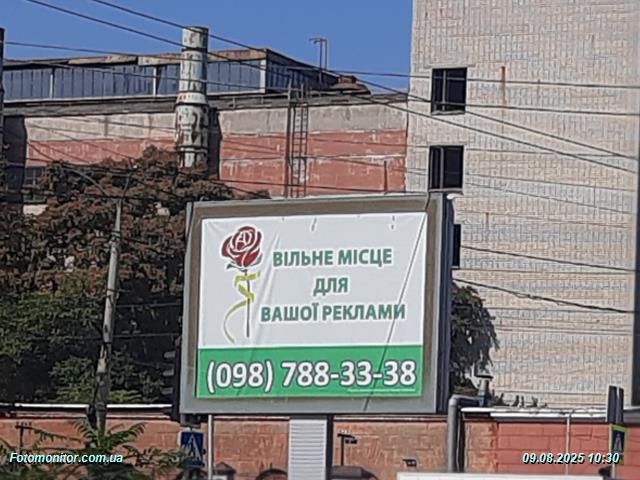 ВІЛЬНЕ МІСЦЕ
ДЛЯ
ВАШОЇ РЕКЛАМИ
(098) 788-33-38
Fotomonitor.com.ua
09.08.2025 10:30